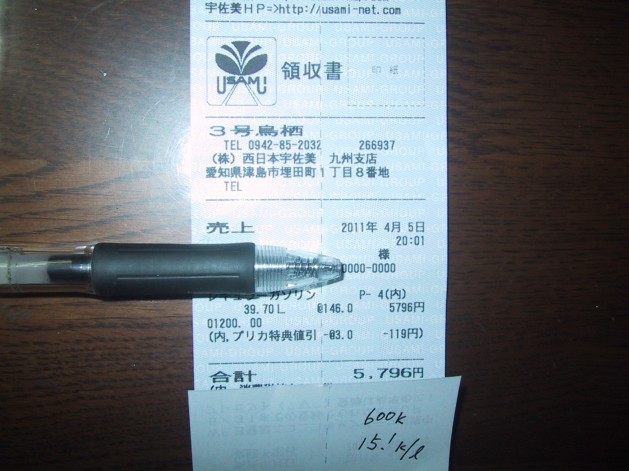 宇佐美HP=>http://usami-net.com
USAMI
領収書
印紙
3号鳥栖
TEL 0942-85-2032 266937
(株) 西日本宇佐美 九州支店
愛知県津島市埋田町1丁目8番地
TEL
売上 2011年 4月 5日
20:01
様
0000-0000
ガソリン P- 4(内)
39.70L @146.0 5796円
01200. 00
(内,プリカ特典値引 -@3.0 -119円)
合計 5,796円
600k
15.1 k/l